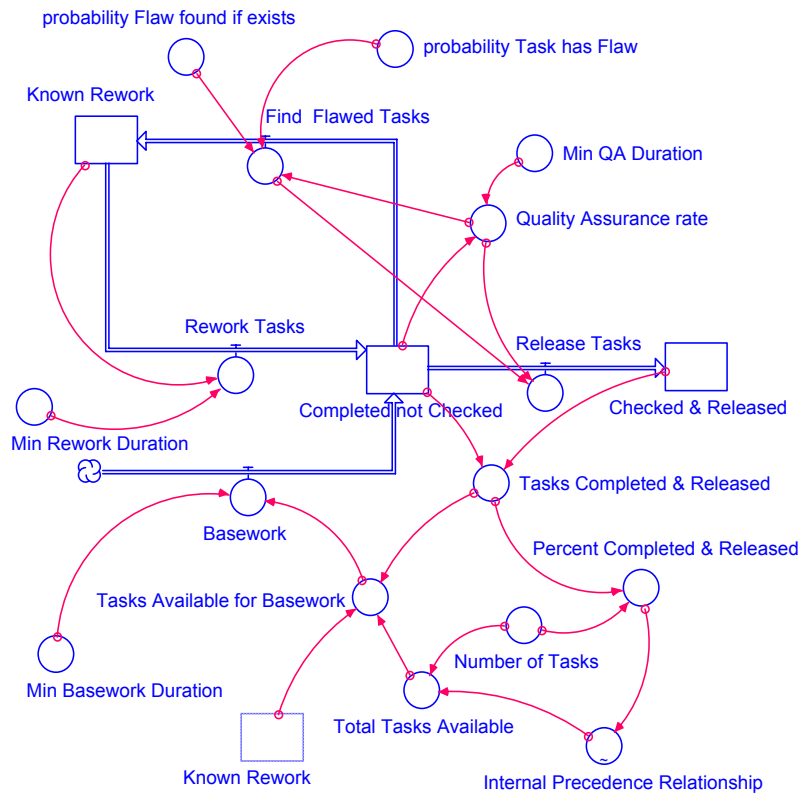 probability Flaw found if exists
probability Task has Flaw
Known Rework
Find  Flawed Tasks
Min QA Duration
Quality Assurance rate
Rework Tasks
Release Tasks
Completed not Checked
Checked & Released
Min Rework Duration
Tasks Completed & Released
Basework
Percent Completed & Released
Tasks Available for Basework
Number of Tasks
Min Basework Duration
Total Tasks Available
Known Rework
~
Internal Precedence Relationship